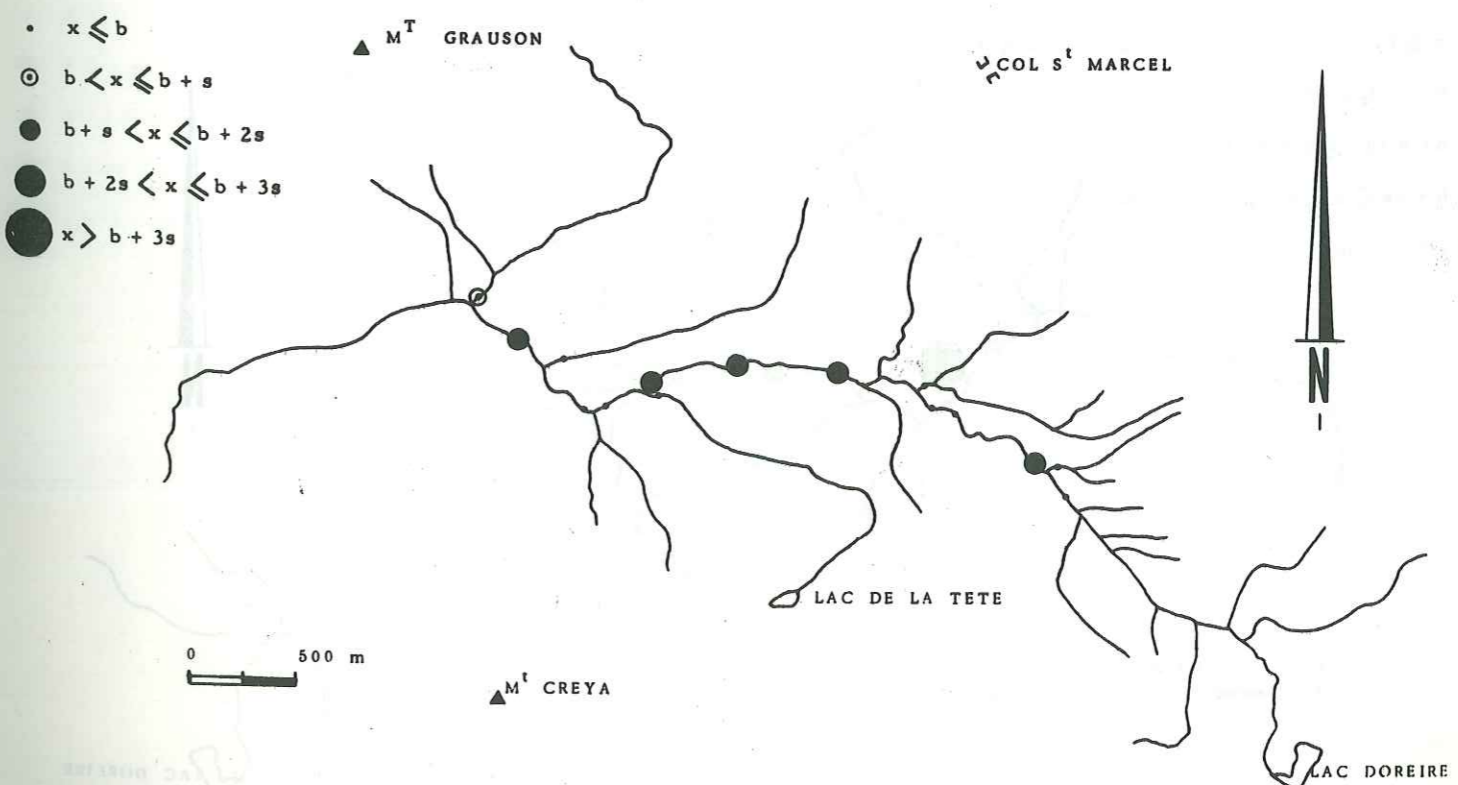 x ⩽ b
b < x ⩽ b + s
b + s < x ⩽ b + 2s
b + 2s < x ⩽ b + 3s
x > b + 3s
Mᵀ GRAUSON
COL Sᵗ MARCEL
N
LAC DE LA TETE
0 500 m
Mᵗ CREYA
LAC DOREIRE